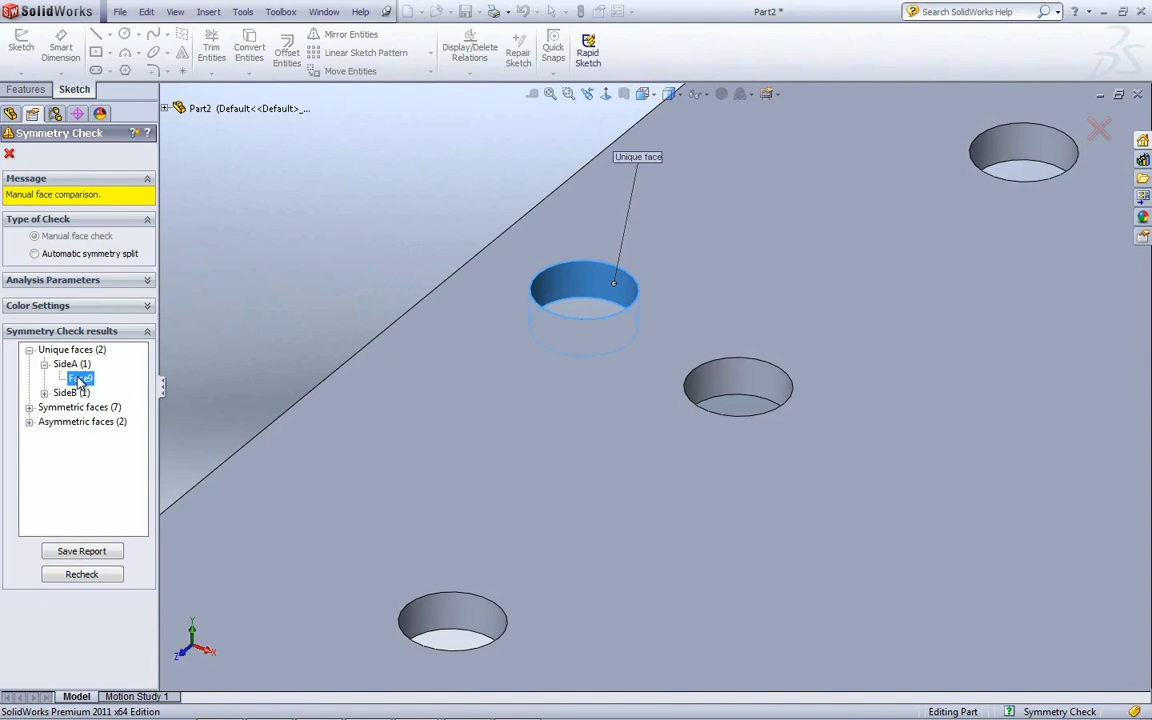 SolidWorks File Edit View Insert Tools Toolbox Window Help Part2 * Search SolidWorks Help
Sketch Smart Dimension Trim Entities Convert Entities Offset Entities Mirror Entities Linear Sketch Pattern Move Entities Display/Delete Relations Repair Sketch Quick Snaps Rapid Sketch
Features Sketch
Part2 (Default<<Default>_...
Symmetry Check
Message
Manual face comparison.
Type of Check
Manual face check
Automatic symmetry split
Analysis Parameters
Color Settings
Symmetry Check results
Unique faces (2)
SideA (1)
SideB (1)
Symmetric faces (7)
Asymmetric faces (2)
Save Report
Recheck
Unique face
Y
Z
X
Model Motion Study 1
SolidWorks Premium 2011 x64 Edition Editing Part Symmetry Check